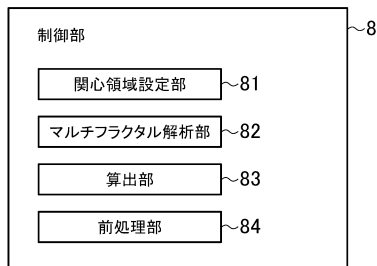 制御部 8
関心領域設定部 81
マルチフラクタル解析部 82
算出部 83
前処理部 84